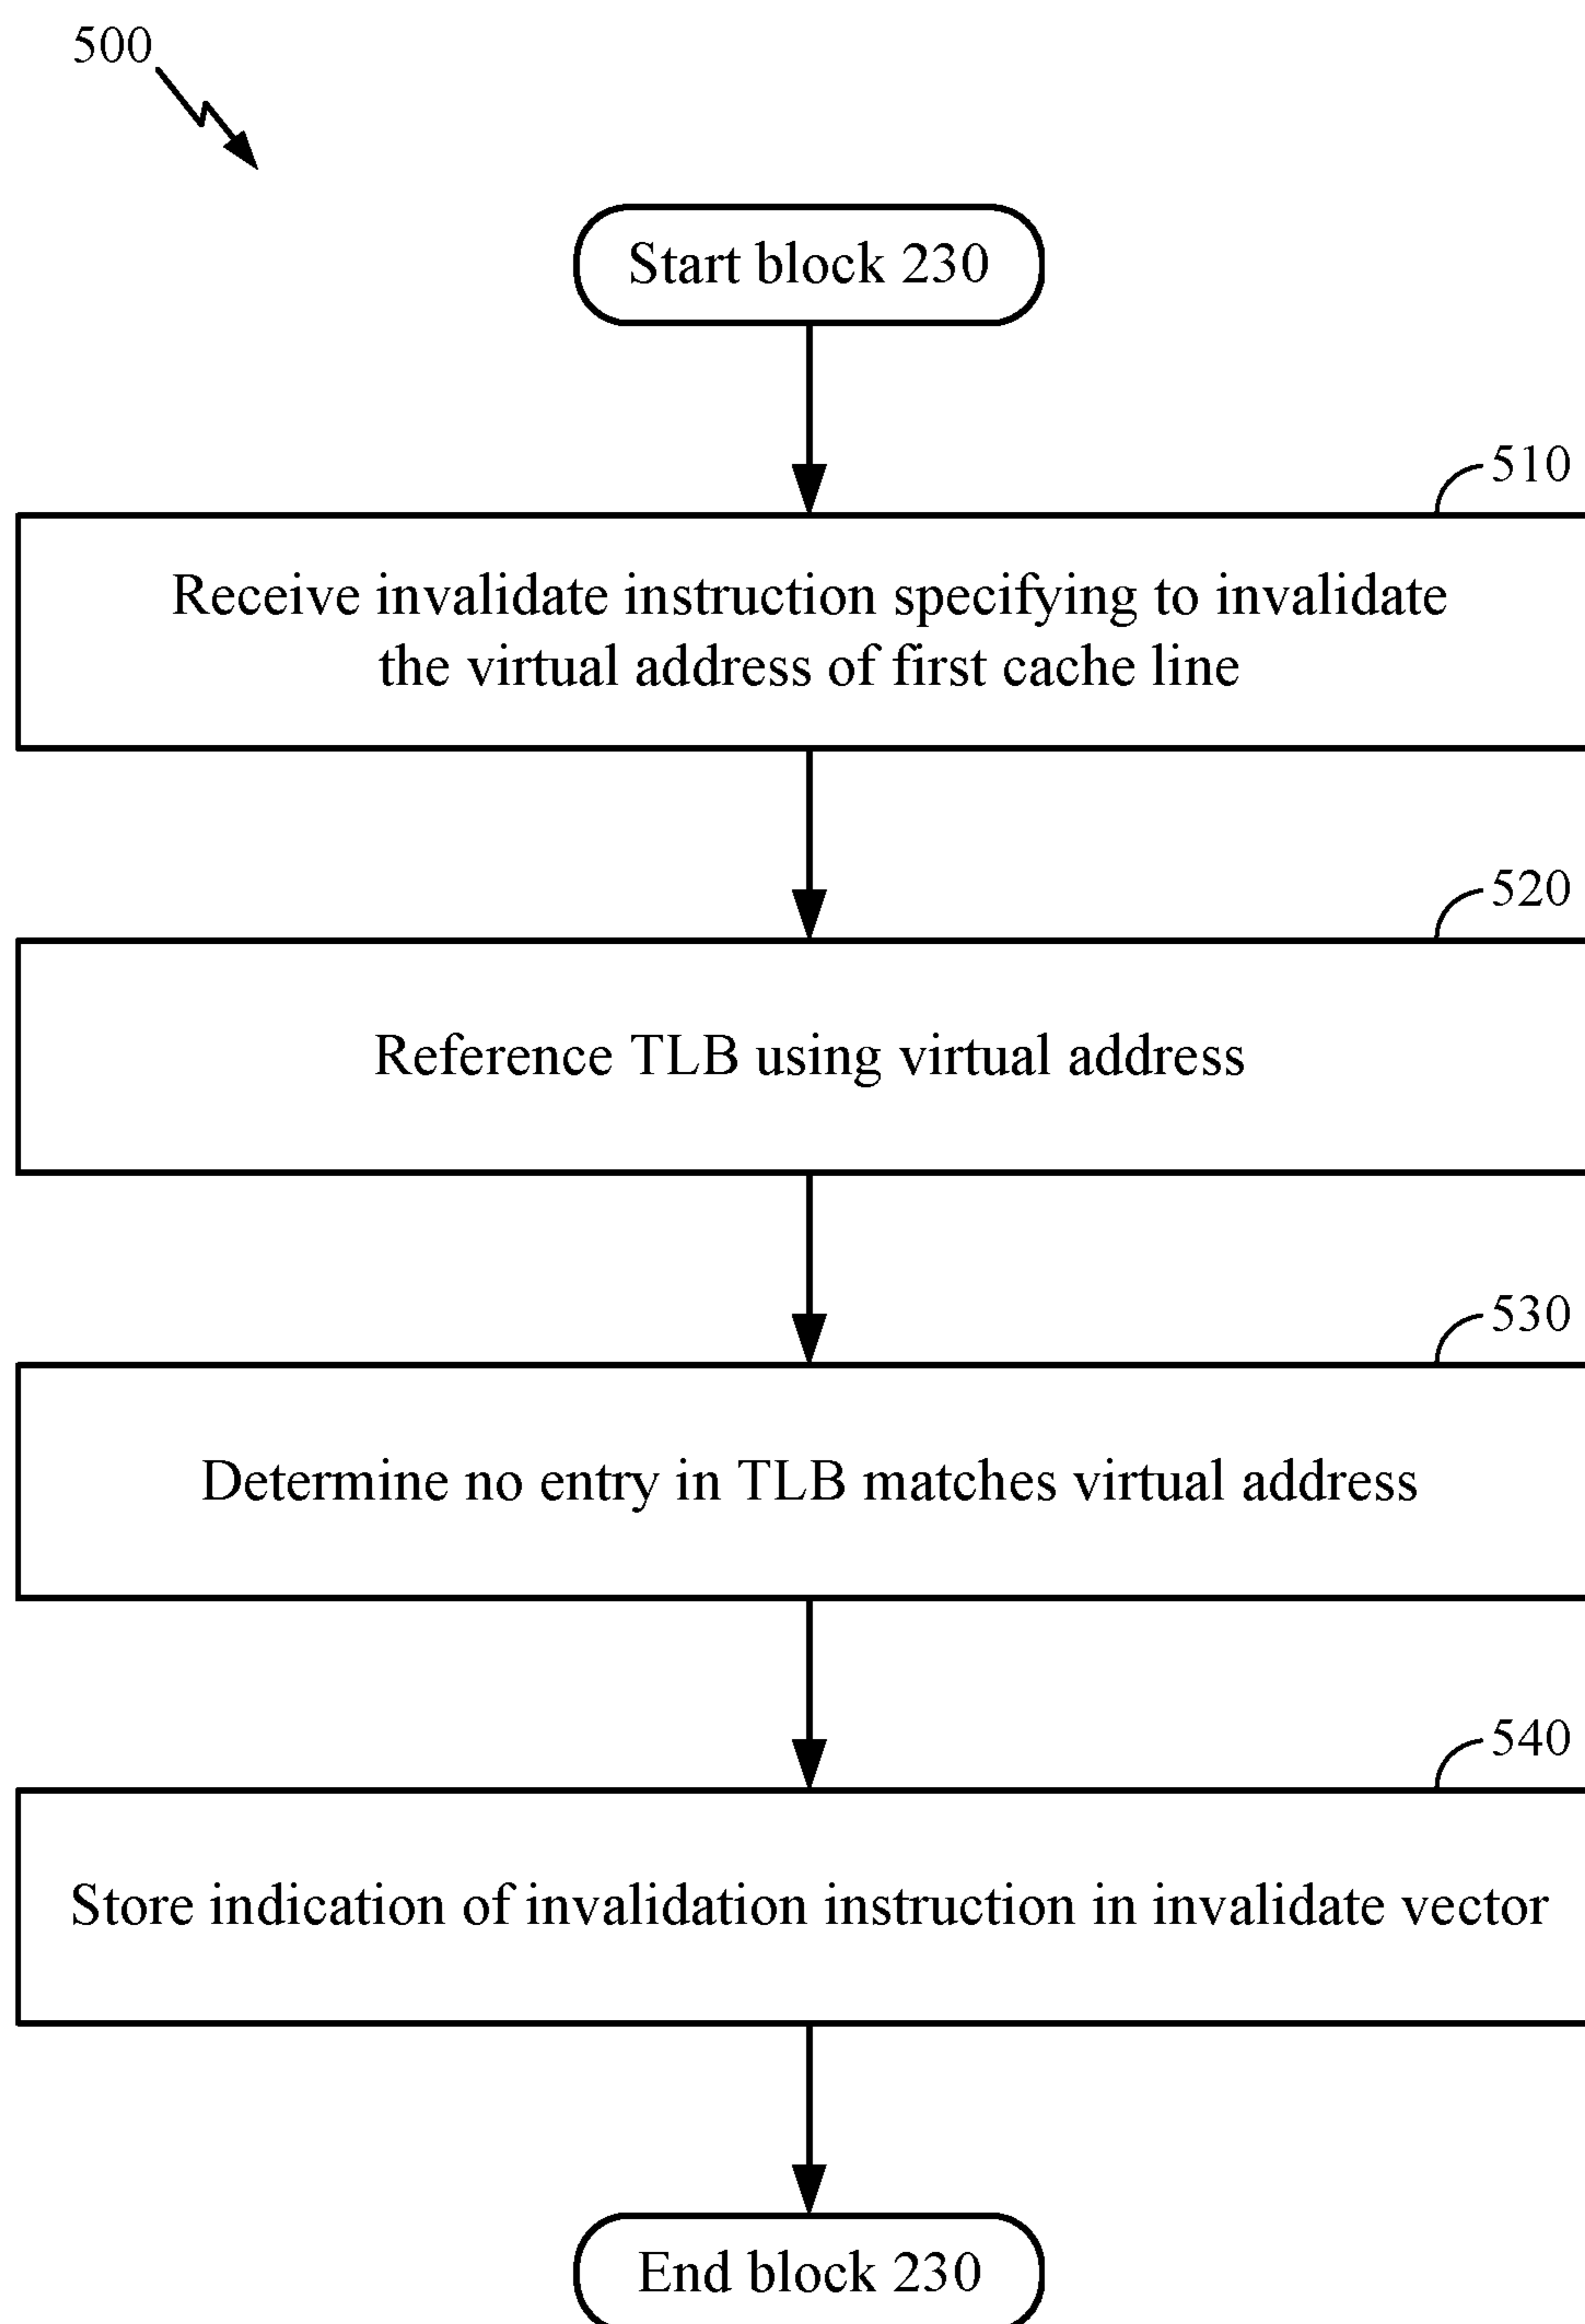 500
Start block 230
510
Receive invalidate instruction specifying to invalidate
the virtual address of first cache line
520
Reference TLB using virtual address
530
Determine no entry in TLB matches virtual address
540
Store indication of invalidation instruction in invalidate vector
End block 230